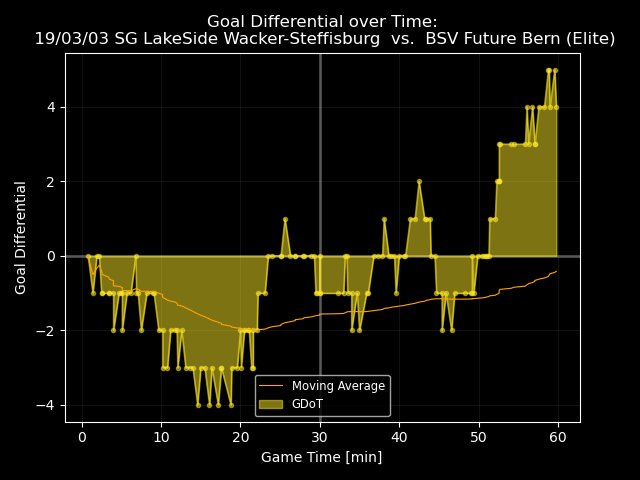 Goal Differential over Time:
19/03/03 SG LakeSide Wacker-Steffisburg  vs.  BSV Future Bern (Elite)
Goal Differential
4
2
0
−2
−4
Moving Average
GDoT
0 10 20 30 40 50 60
Game Time [min]